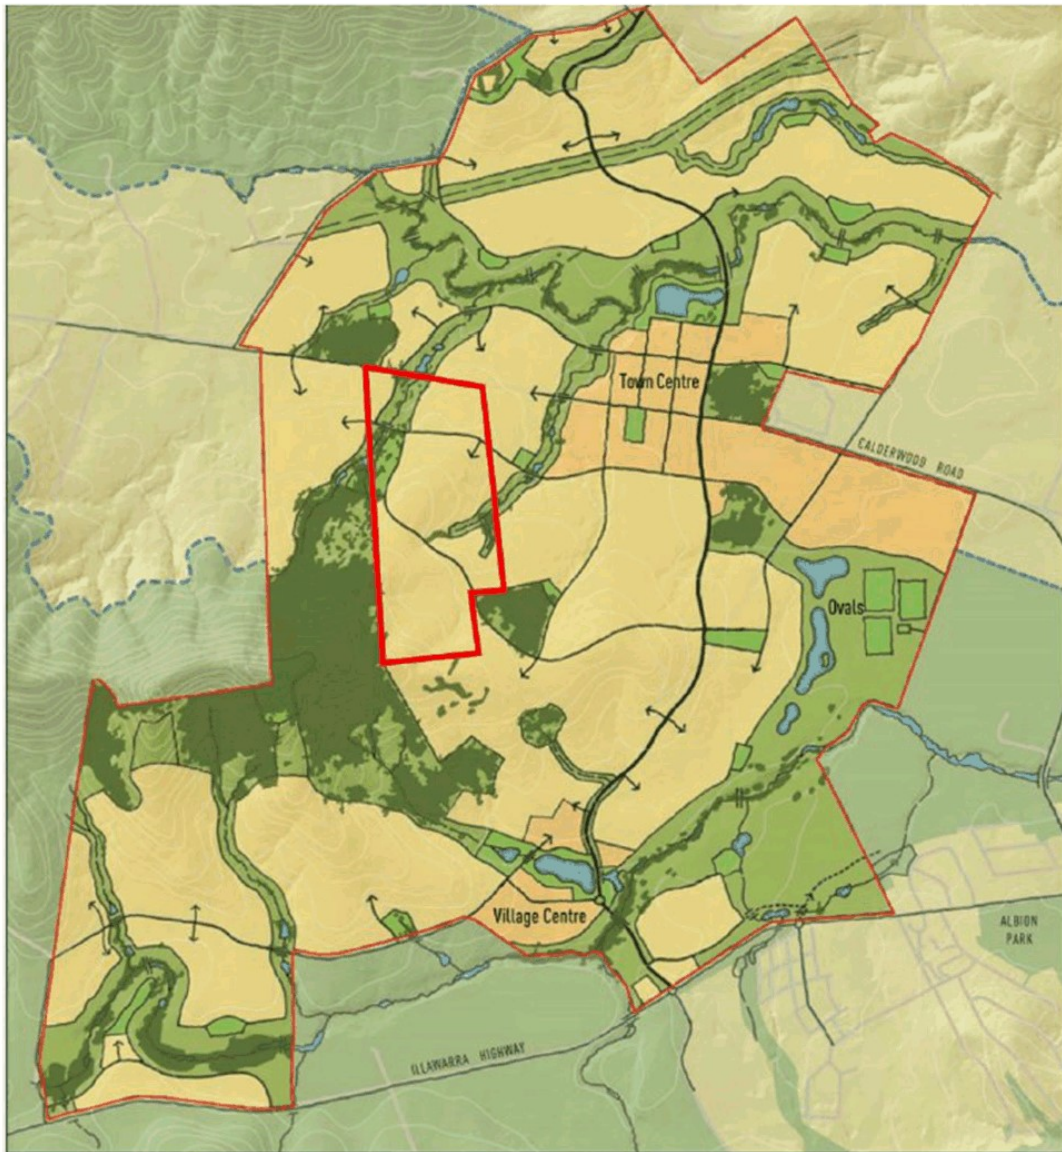 Town Centre
CALDERWOOD ROAD
Ovals
Village Centre
ALBION
PARK
ILLAWARRA HIGHWAY